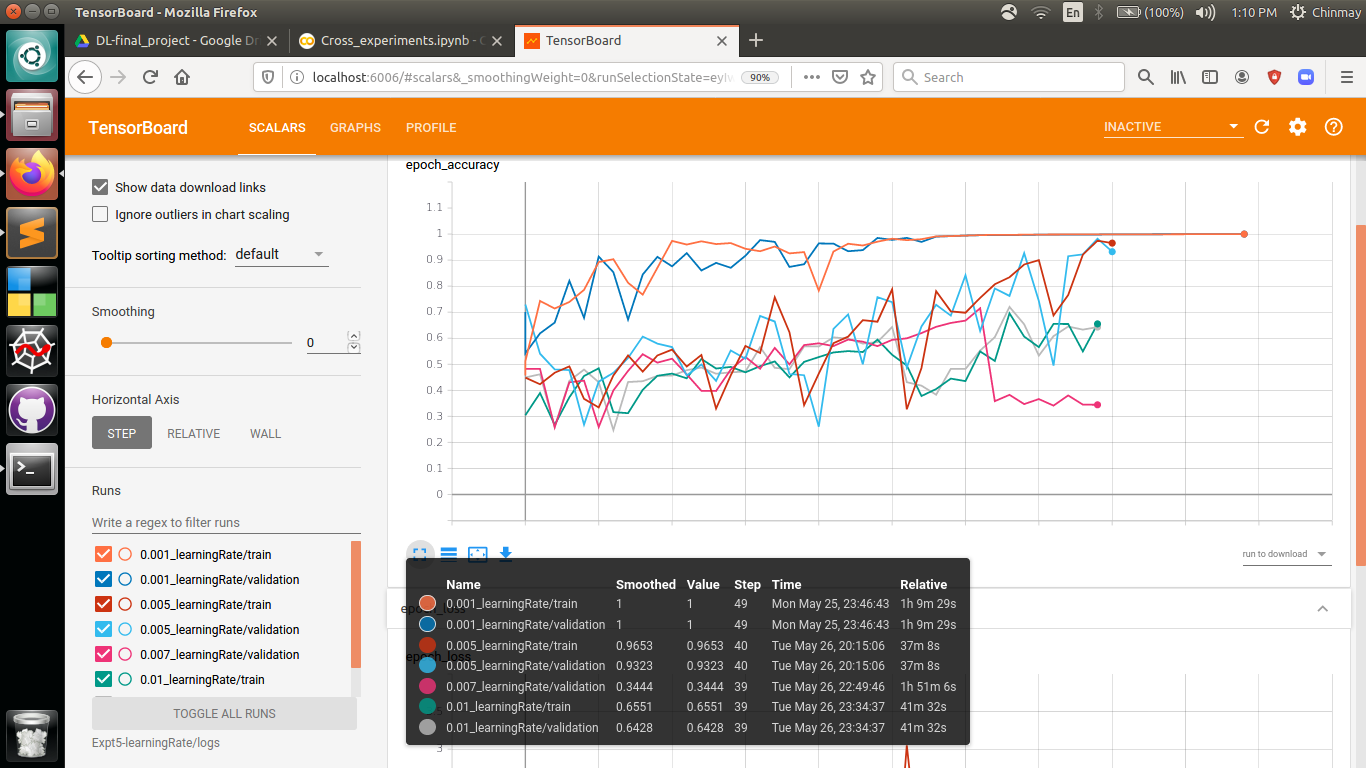 TensorBoard - Mozilla Firefox
En
(100%)
1:10 PM
Chinmay
DL-final_project - Google Dr
Cross_experiments.ipynb - C
TensorBoard
localhost:6006/#scalars&_smoothingWeight=0&runSelectionState=eyIw
90%
Search
TensorBoard
SCALARS
GRAPHS
PROFILE
INACTIVE
Show data download links
Ignore outliers in chart scaling
Tooltip sorting method: default
Smoothing
0
Horizontal Axis
STEP
RELATIVE
WALL
Runs
Write a regex to filter runs
0.001_learningRate/train
0.001_learningRate/validation
0.005_learningRate/train
0.005_learningRate/validation
0.007_learningRate/validation
0.01_learningRate/train
TOGGLE ALL RUNS
Expt5-learningRate/logs
epoch_accuracy
1.1
1
0.9
0.8
0.7
0.6
0.5
0.4
0.3
0.2
0.1
0
run to download
epoch_loss
epoch_loss
Name Smoothed Value Step Time Relative
0.001_learningRate/train 1 1 49 Mon May 25, 23:46:43 1h 9m 29s
0.001_learningRate/validation 1 1 49 Mon May 25, 23:46:43 1h 9m 29s
0.005_learningRate/train 0.9653 0.9653 40 Tue May 26, 20:15:06 37m 8s
0.005_learningRate/validation 0.9323 0.9323 40 Tue May 26, 20:15:06 37m 8s
0.007_learningRate/validation 0.3444 0.3444 39 Tue May 26, 22:49:46 1h 51m 6s
0.01_learningRate/train 0.6551 0.6551 39 Tue May 26, 23:34:37 41m 32s
0.01_learningRate/validation 0.6428 0.6428 39 Tue May 26, 23:34:37 41m 32s
3